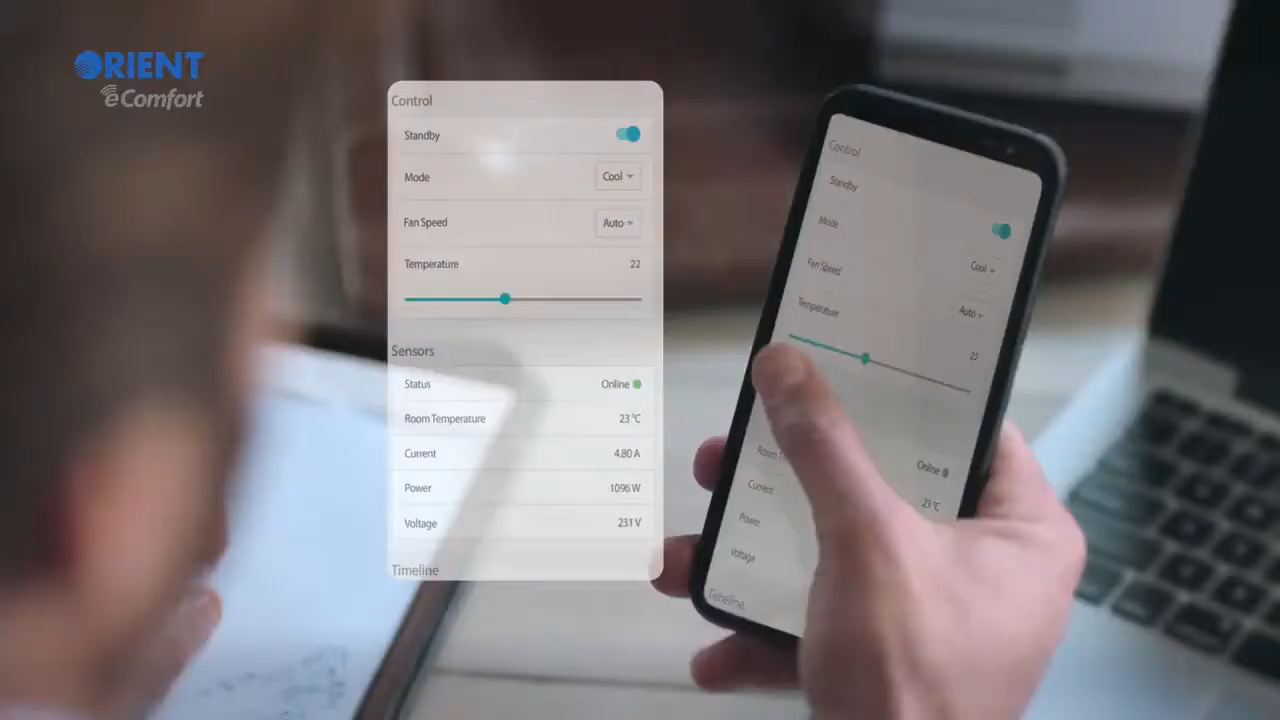 ORIENT
eComfort
Control
Standby
Mode Cool
Fan Speed Auto
Temperature 22
Sensors
Status Online
Room Temperature 23 °C
Current 4.80 A
Power 1096 W
Voltage 231 V
Timeline
Control
Standby
Mode
Cool
Fan Speed
Auto
Temperature
22
Online
Room
23 °C
Current
Power
Voltage
Timeline